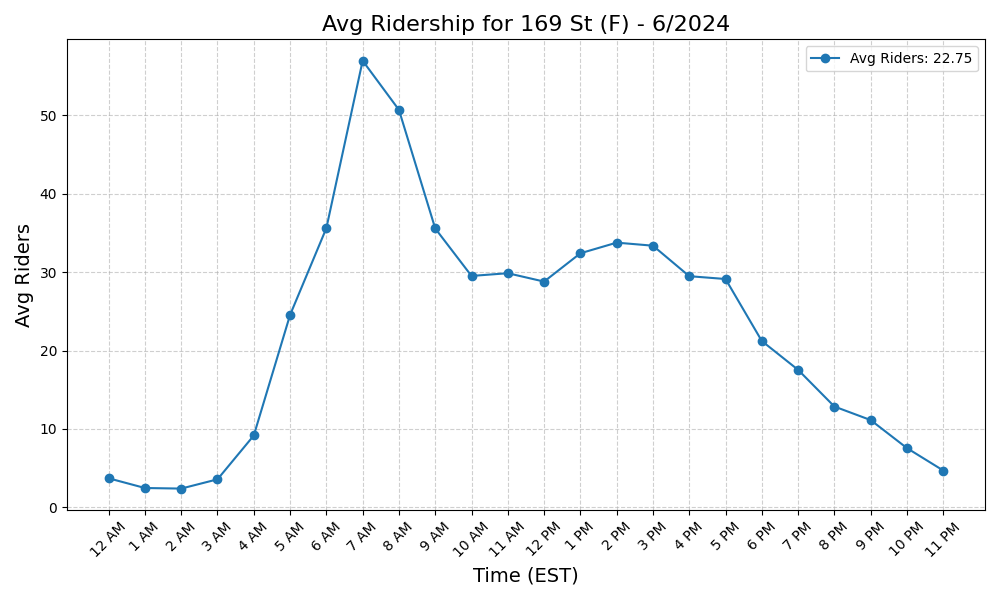 Avg Ridership for 169 St (F) - 6/2024
Avg Riders: 22.75
Avg Riders
50
40
30
20
10
0
12 AM
1 AM
2 AM
3 AM
4 AM
5 AM
6 AM
7 AM
8 AM
9 AM
10 AM
11 AM
12 PM
1 PM
2 PM
3 PM
4 PM
5 PM
6 PM
7 PM
8 PM
9 PM
10 PM
11 PM
Time (EST)